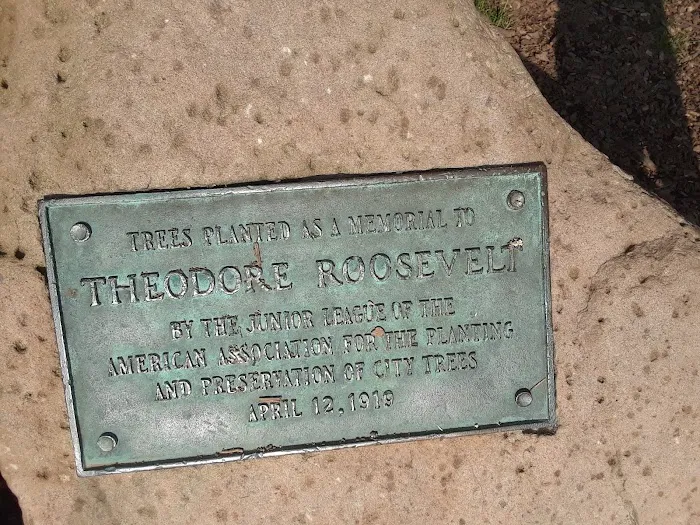 TREES PLANTED AS A MEMORIAL TO
THEODORE ROOSEVELT
BY THE JUNIOR LEAGUE OF THE
AMERICAN ASSOCIATION FOR THE PLANTING
AND PRESERVATION OF CITY TREES
APRIL 12, 1919